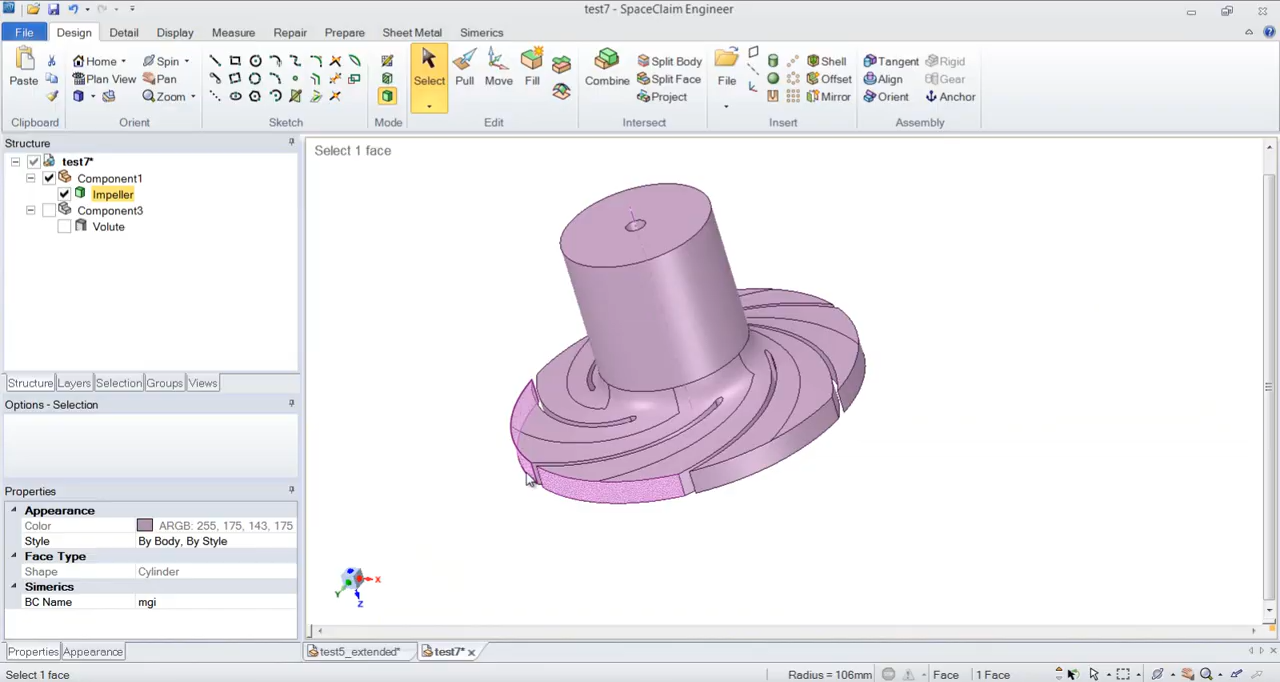 test7 - SpaceClaim Engineer
File Design Detail Display Measure Repair Prepare Sheet Metal Simerics
Paste
Home Spin
Plan View Pan
Zoom
Select Pull Move Fill
Combine
Split Body
Split Face
Project
File
Shell
Offset
Mirror
Tangent Rigid
Align Gear
Orient Anchor
Clipboard Orient Sketch Mode Edit Intersect Insert Assembly
Structure
test7*
Component1
Impeller
Component3
Volute
Structure Layers Selection Groups Views
Options - Selection
Properties
Appearance
Color ARGB: 255, 175, 143, 175
Style By Body, By Style
Face Type
Shape Cylinder
Simerics
BC Name mgi
Properties Appearance
Select 1 face
X
Y
Z
test5_extended* test7*
Select 1 face Radius = 106mm Face 1 Face